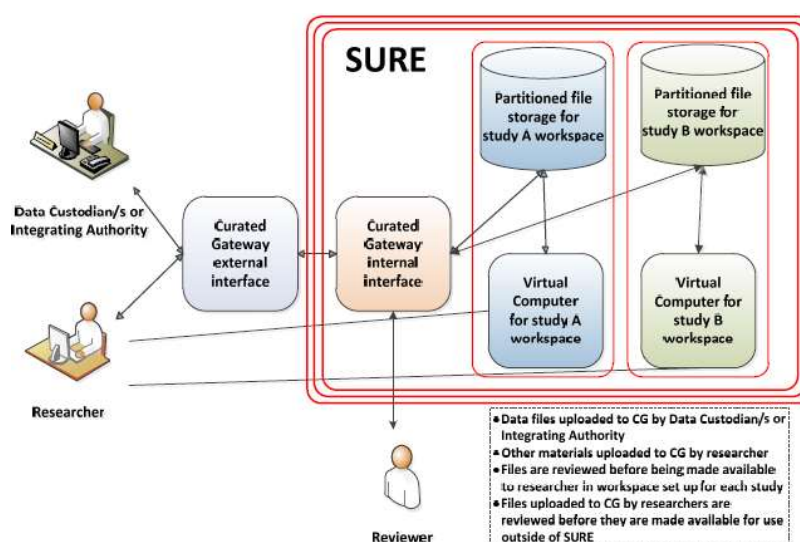 SURE
Partitioned file
storage for
study A workspace
Partitioned file
storage for
study B workspace
Data Custodian/s or
Integrating Authority
Curated
Gateway
external
interface
Curated
Gateway
internal
interface
Virtual
Computer
for study A
workspace
Virtual
Computer for
study B
workspace
Researcher
Reviewer
Data files uploaded to CG by Data Custodian/s or
Integrating Authority
Other materials uploaded to CG by researcher
Files are reviewed before being made available
to researcher in workspace set up for each study
Files uploaded to CG by researchers are
reviewed before they are made available for use
outside of SURE